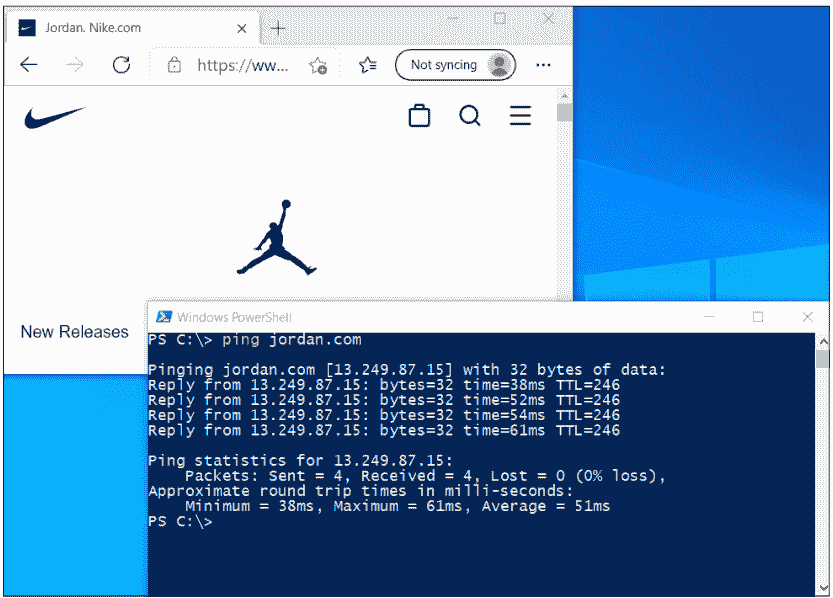 Jordan. Nike.com
https://ww...
Not syncing
New Releases
Windows PowerShell
PS C:\> ping jordan.com
Pinging jordan.com [13.249.87.15] with 32 bytes of data:
Reply from 13.249.87.15: bytes=32 time=38ms TTL=246
Reply from 13.249.87.15: bytes=32 time=52ms TTL=246
Reply from 13.249.87.15: bytes=32 time=54ms TTL=246
Reply from 13.249.87.15: bytes=32 time=61ms TTL=246
Ping statistics for 13.249.87.15:
Packets: Sent = 4, Received = 4, Lost = 0 (0% loss),
Approximate round trip times in milli-seconds:
Minimum = 38ms, Maximum = 61ms, Average = 51ms
PS C:\>